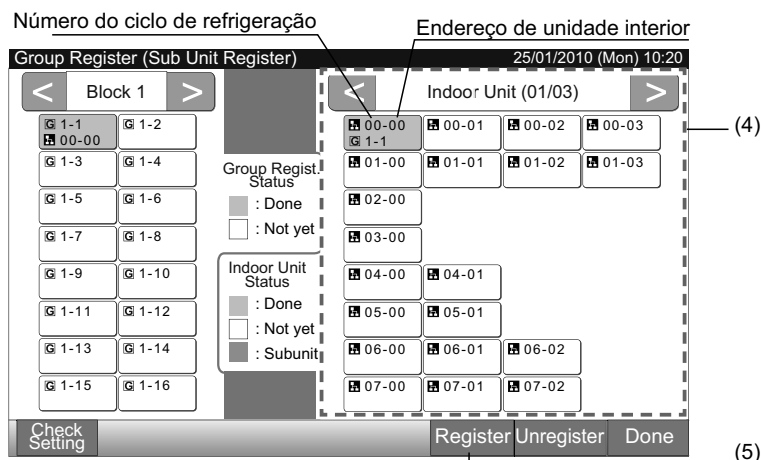 Número do ciclo de refrigeração
Endereço de unidade interior
Group Register (Sub Unit Register)
25/01/2010 (Mon) 10:20
< Block 1 >
< Indoor Unit (01/03) >
G 1-1
00-00
G 1-2
G 1-3
G 1-4
G 1-5
G 1-6
G 1-7
G 1-8
G 1-9
G 1-10
G 1-11
G 1-12
G 1-13
G 1-14
G 1-15
G 1-16
Group Regist.
Status
: Done
: Not yet
Indoor Unit
Status
: Done
: Not yet
: Subunit
00-00
G 1-1
00-01
00-02
00-03
01-00
01-01
01-02
01-03
02-00
03-00
04-00
04-01
05-00
05-01
06-00
06-01
06-02
07-00
07-01
07-02
(4)
Check
Setting
Register
Unregister
Done
(5)